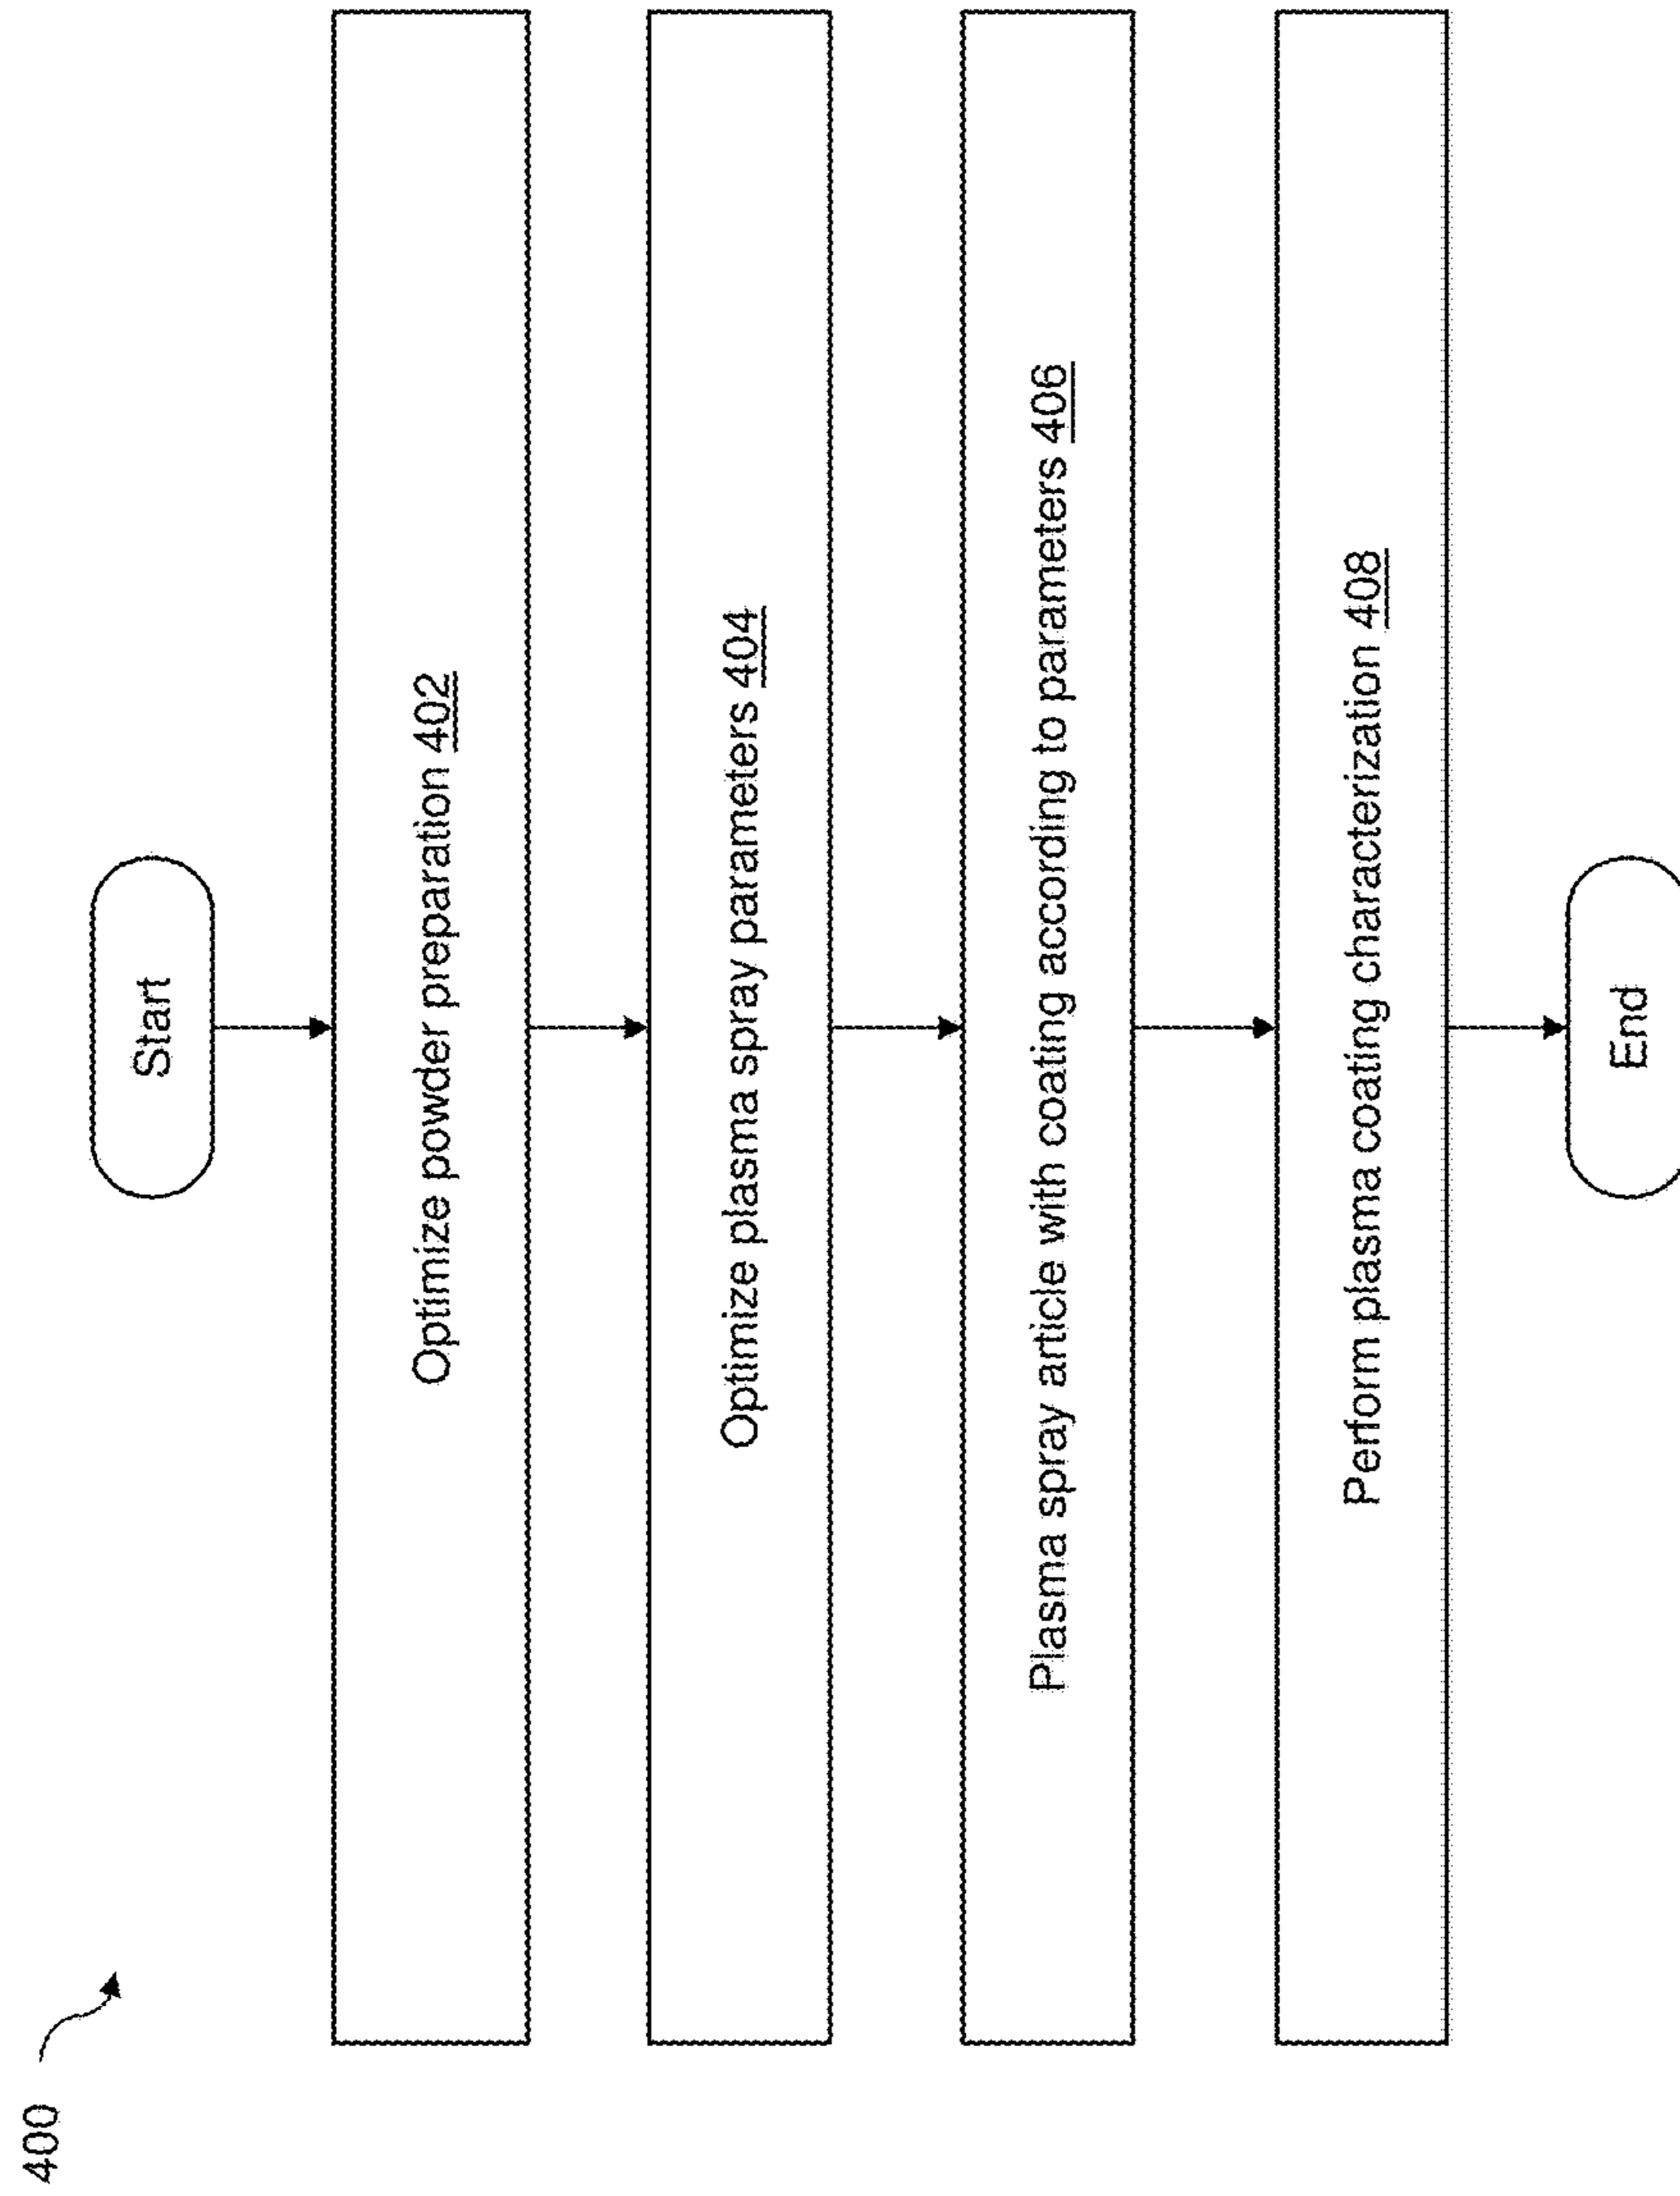 400
Start
Optimize powder preparation 402
Optimize plasma spray parameters 404
Plasma spray article with coating according to parameters 406
Perform plasma coating characterization 408
End